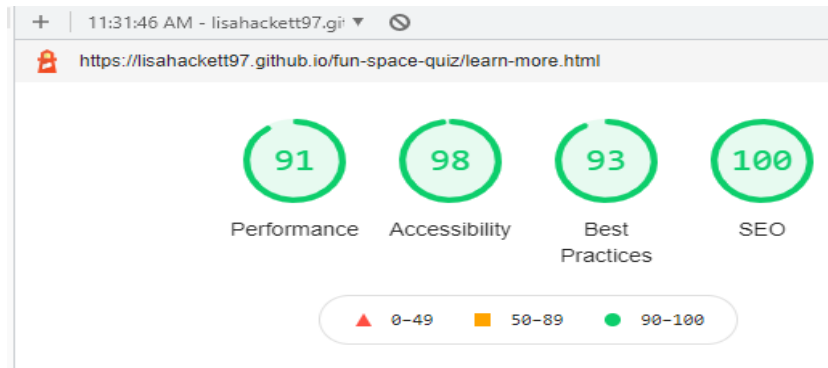 11:31:46 AM - lisahackett97.gi
https://lisahackett97.github.io/fun-space-quiz/learn-more.html
91 98 93 100
Performance Accessibility Best Practices SEO
0–49 50–89 90–100